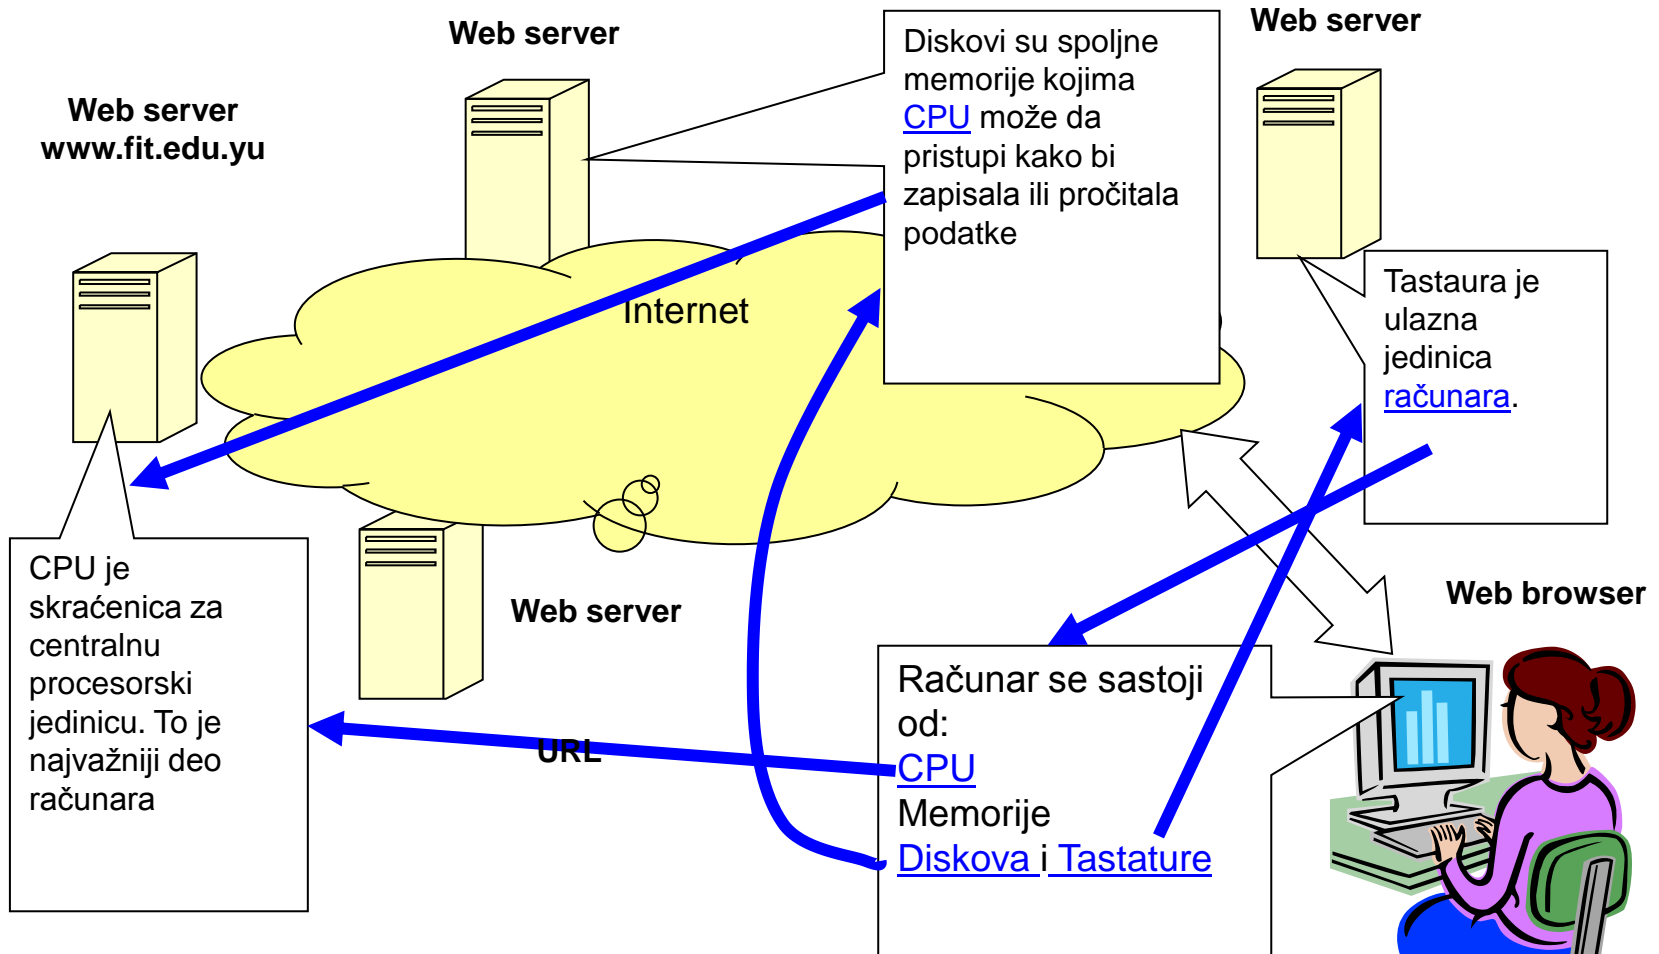 Web server
Web server
www.fit.edu.yu
Diskovi su spoljne
memorije kojima
CPU može da
pristupi kako bi
zapisala ili pročitala
podatke
Web server
Tastaura je
ulazna
jedinica
računara.
Internet
CPU je
skraćenica za
centralnu
procesorski
jedinicu. To je
najvažniji deo
računara
Web server
URL
Web browser
Računar se sastoji
od:
CPU
Memorije
Diskova i Tastature